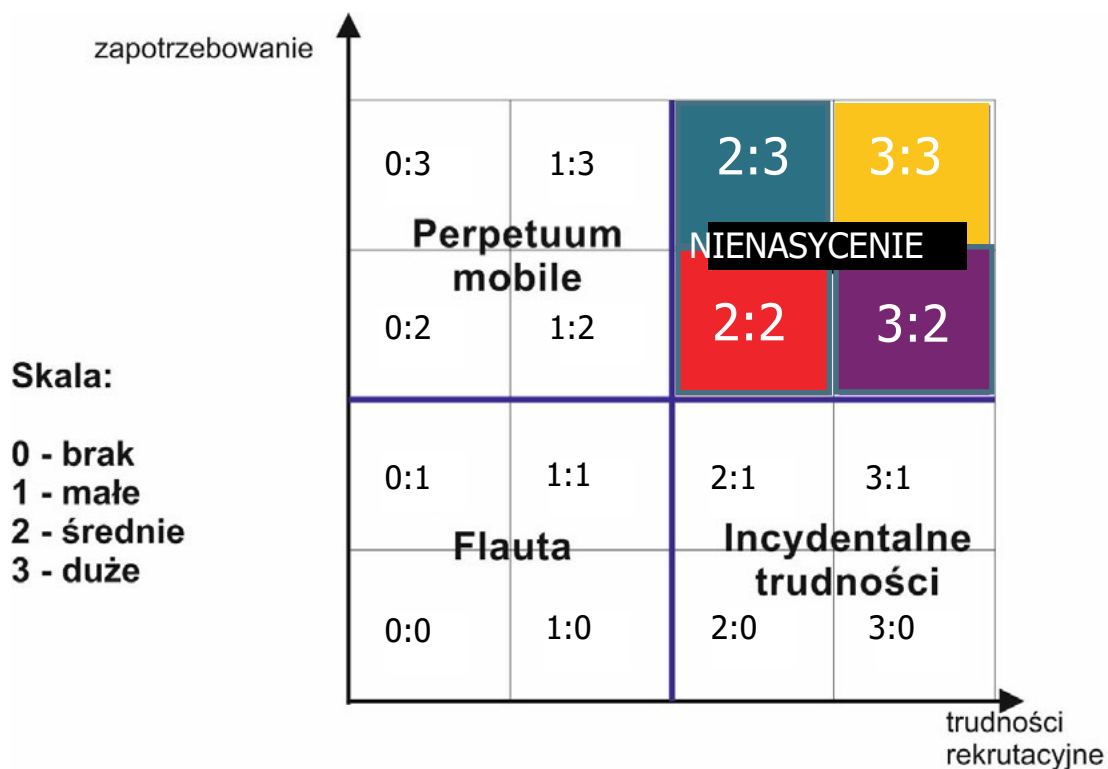 zapotrzebowanie
0:3 1:3 2:3 3:3
Perpetuum
mobile
NIENASYCENIE
0:2 1:2 2:2 3:2
Skala:
0 - brak
1 - małe
2 - średnie
3 - duże
0:1 1:1 2:1 3:1
Flauta
Incydentalne
trudności
0:0 1:0 2:0 3:0
trudności
rekrutacyjne